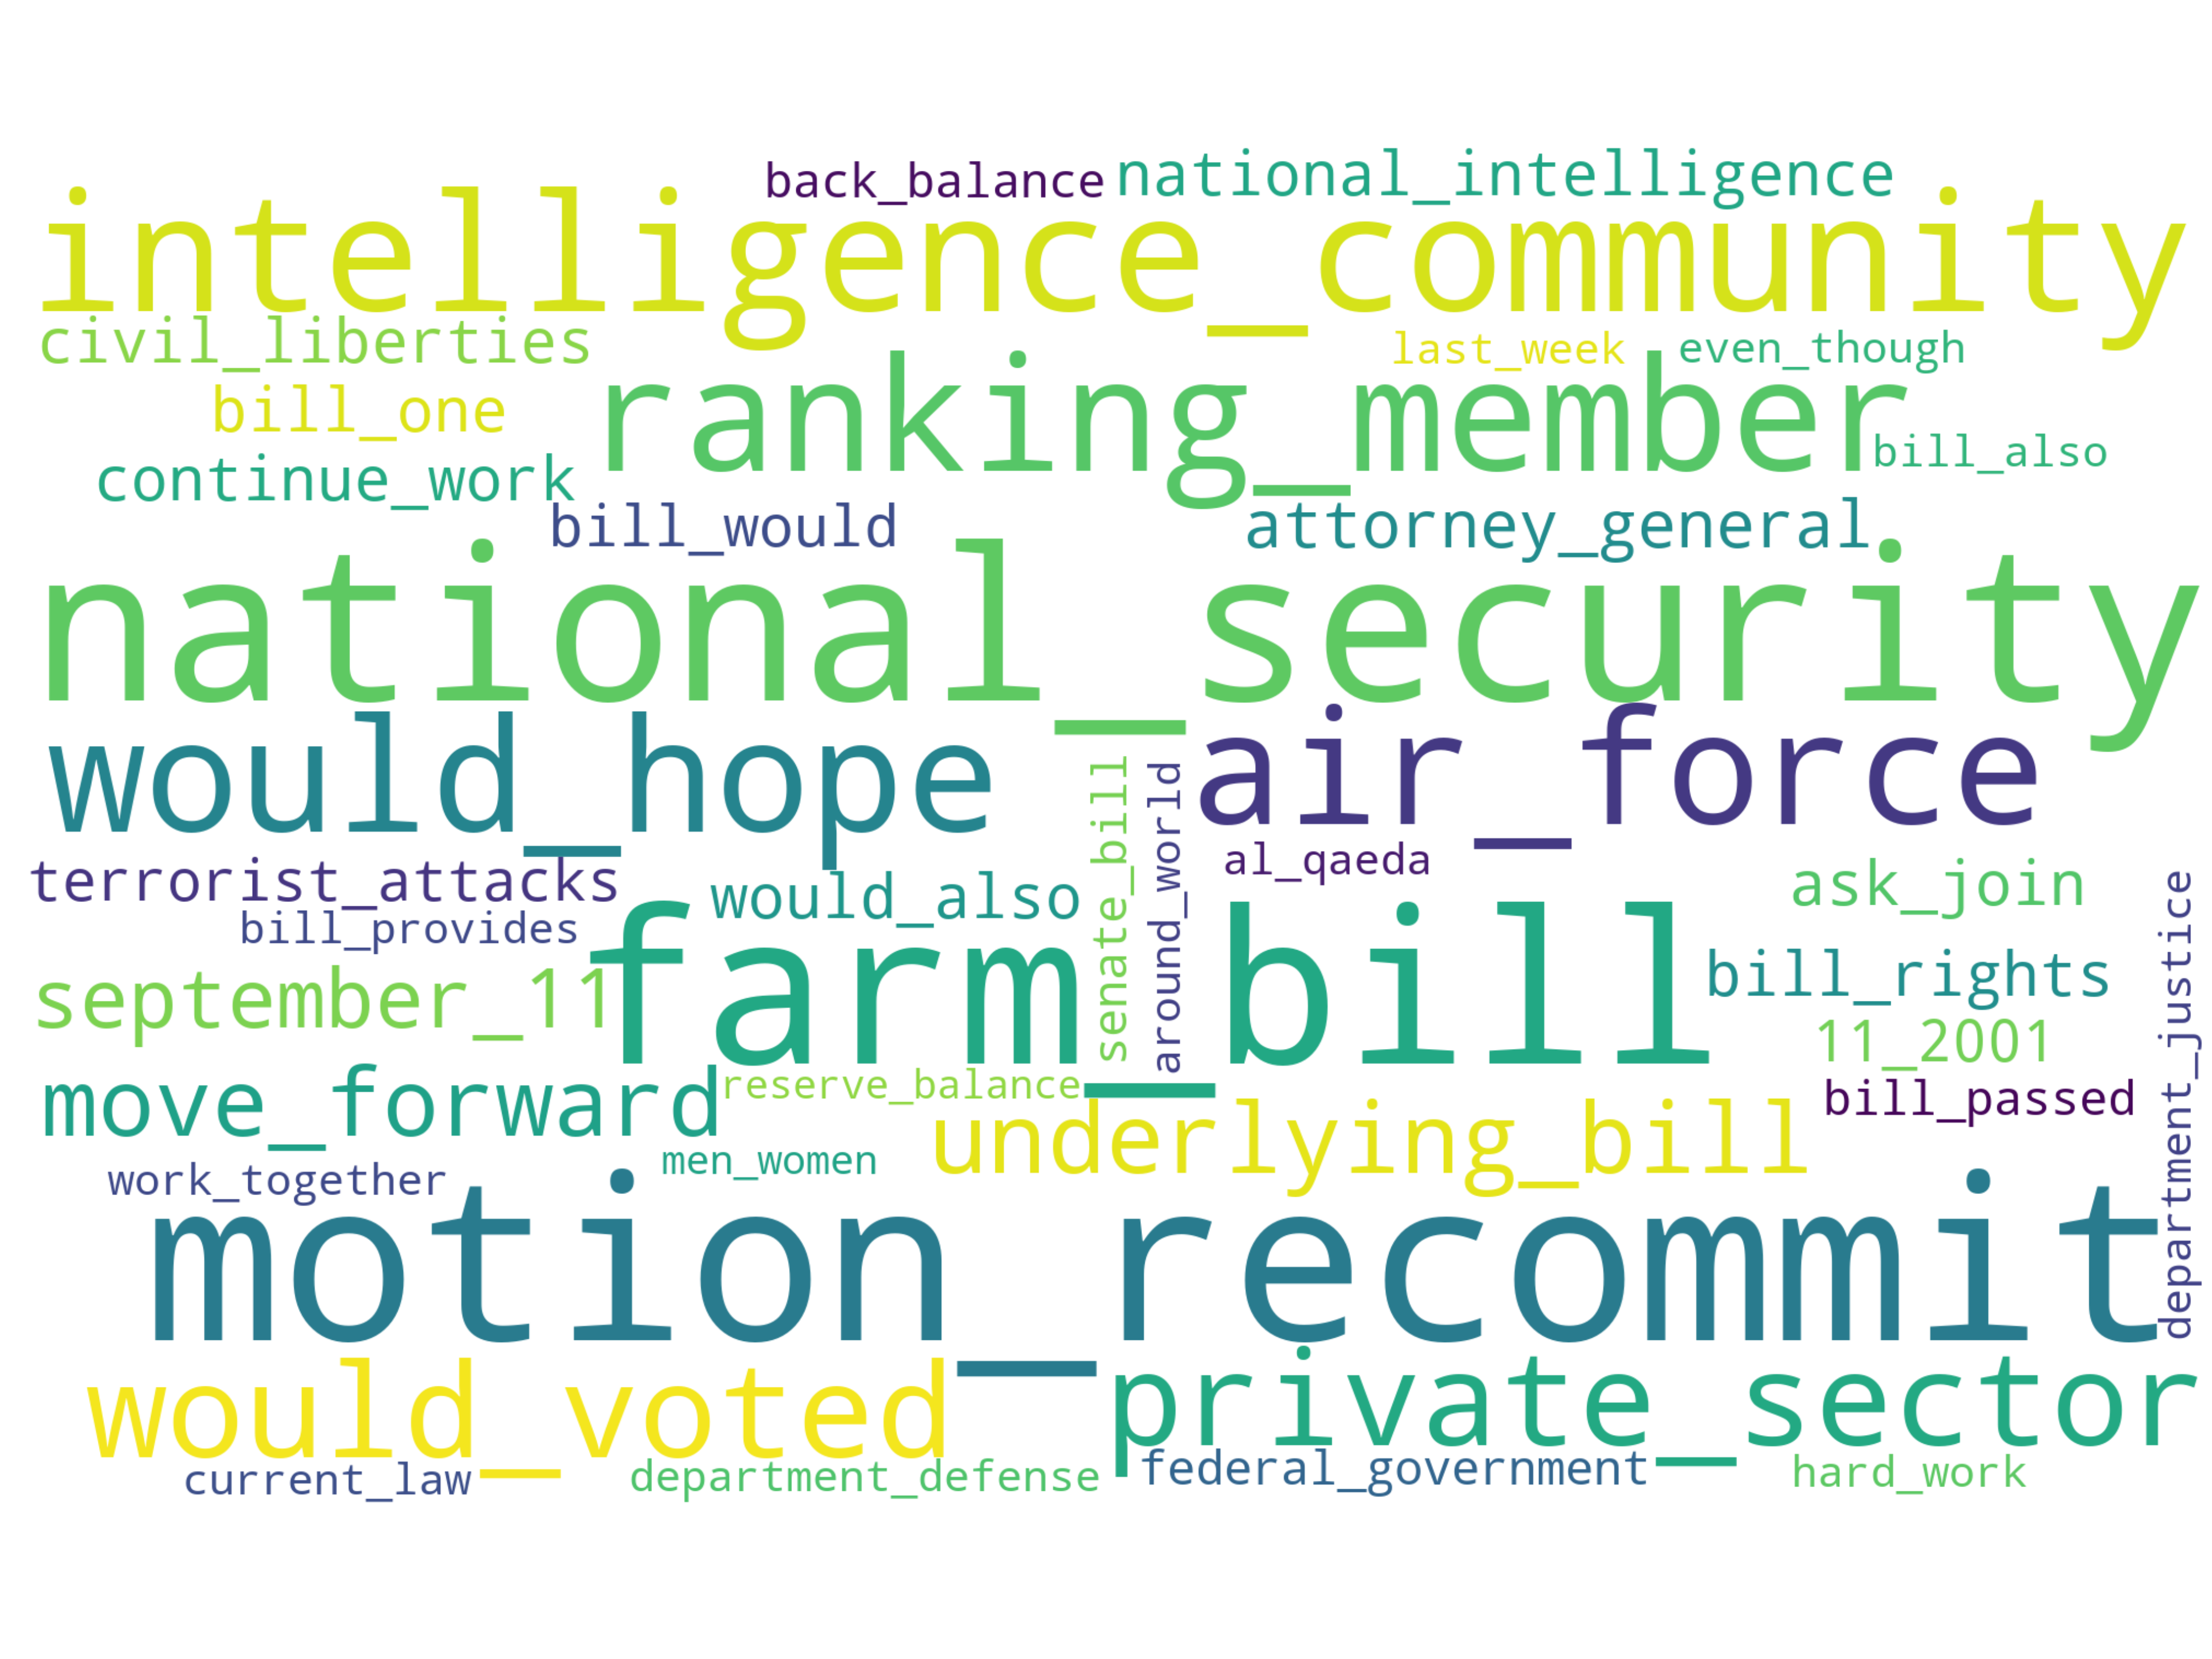 back_balance national_intelligence
intelligence_community
civil_liberties last_week even_though
bill_one ranking_member bill_also
continue_work
bill_would attorney_general
national_security
would_hope air_force
senate_bill
around_world
terrorist_attacks al_qaeda
would_also ask_join
bill_provides
farm_bill
september_11 bill_rights
11_2001
department_justice
move_forward reserve_balance bill_passed
underlying_bill
work_together men_women
motion_recommit
would_voted private_sector
current_law department_defense federal_government hard_work